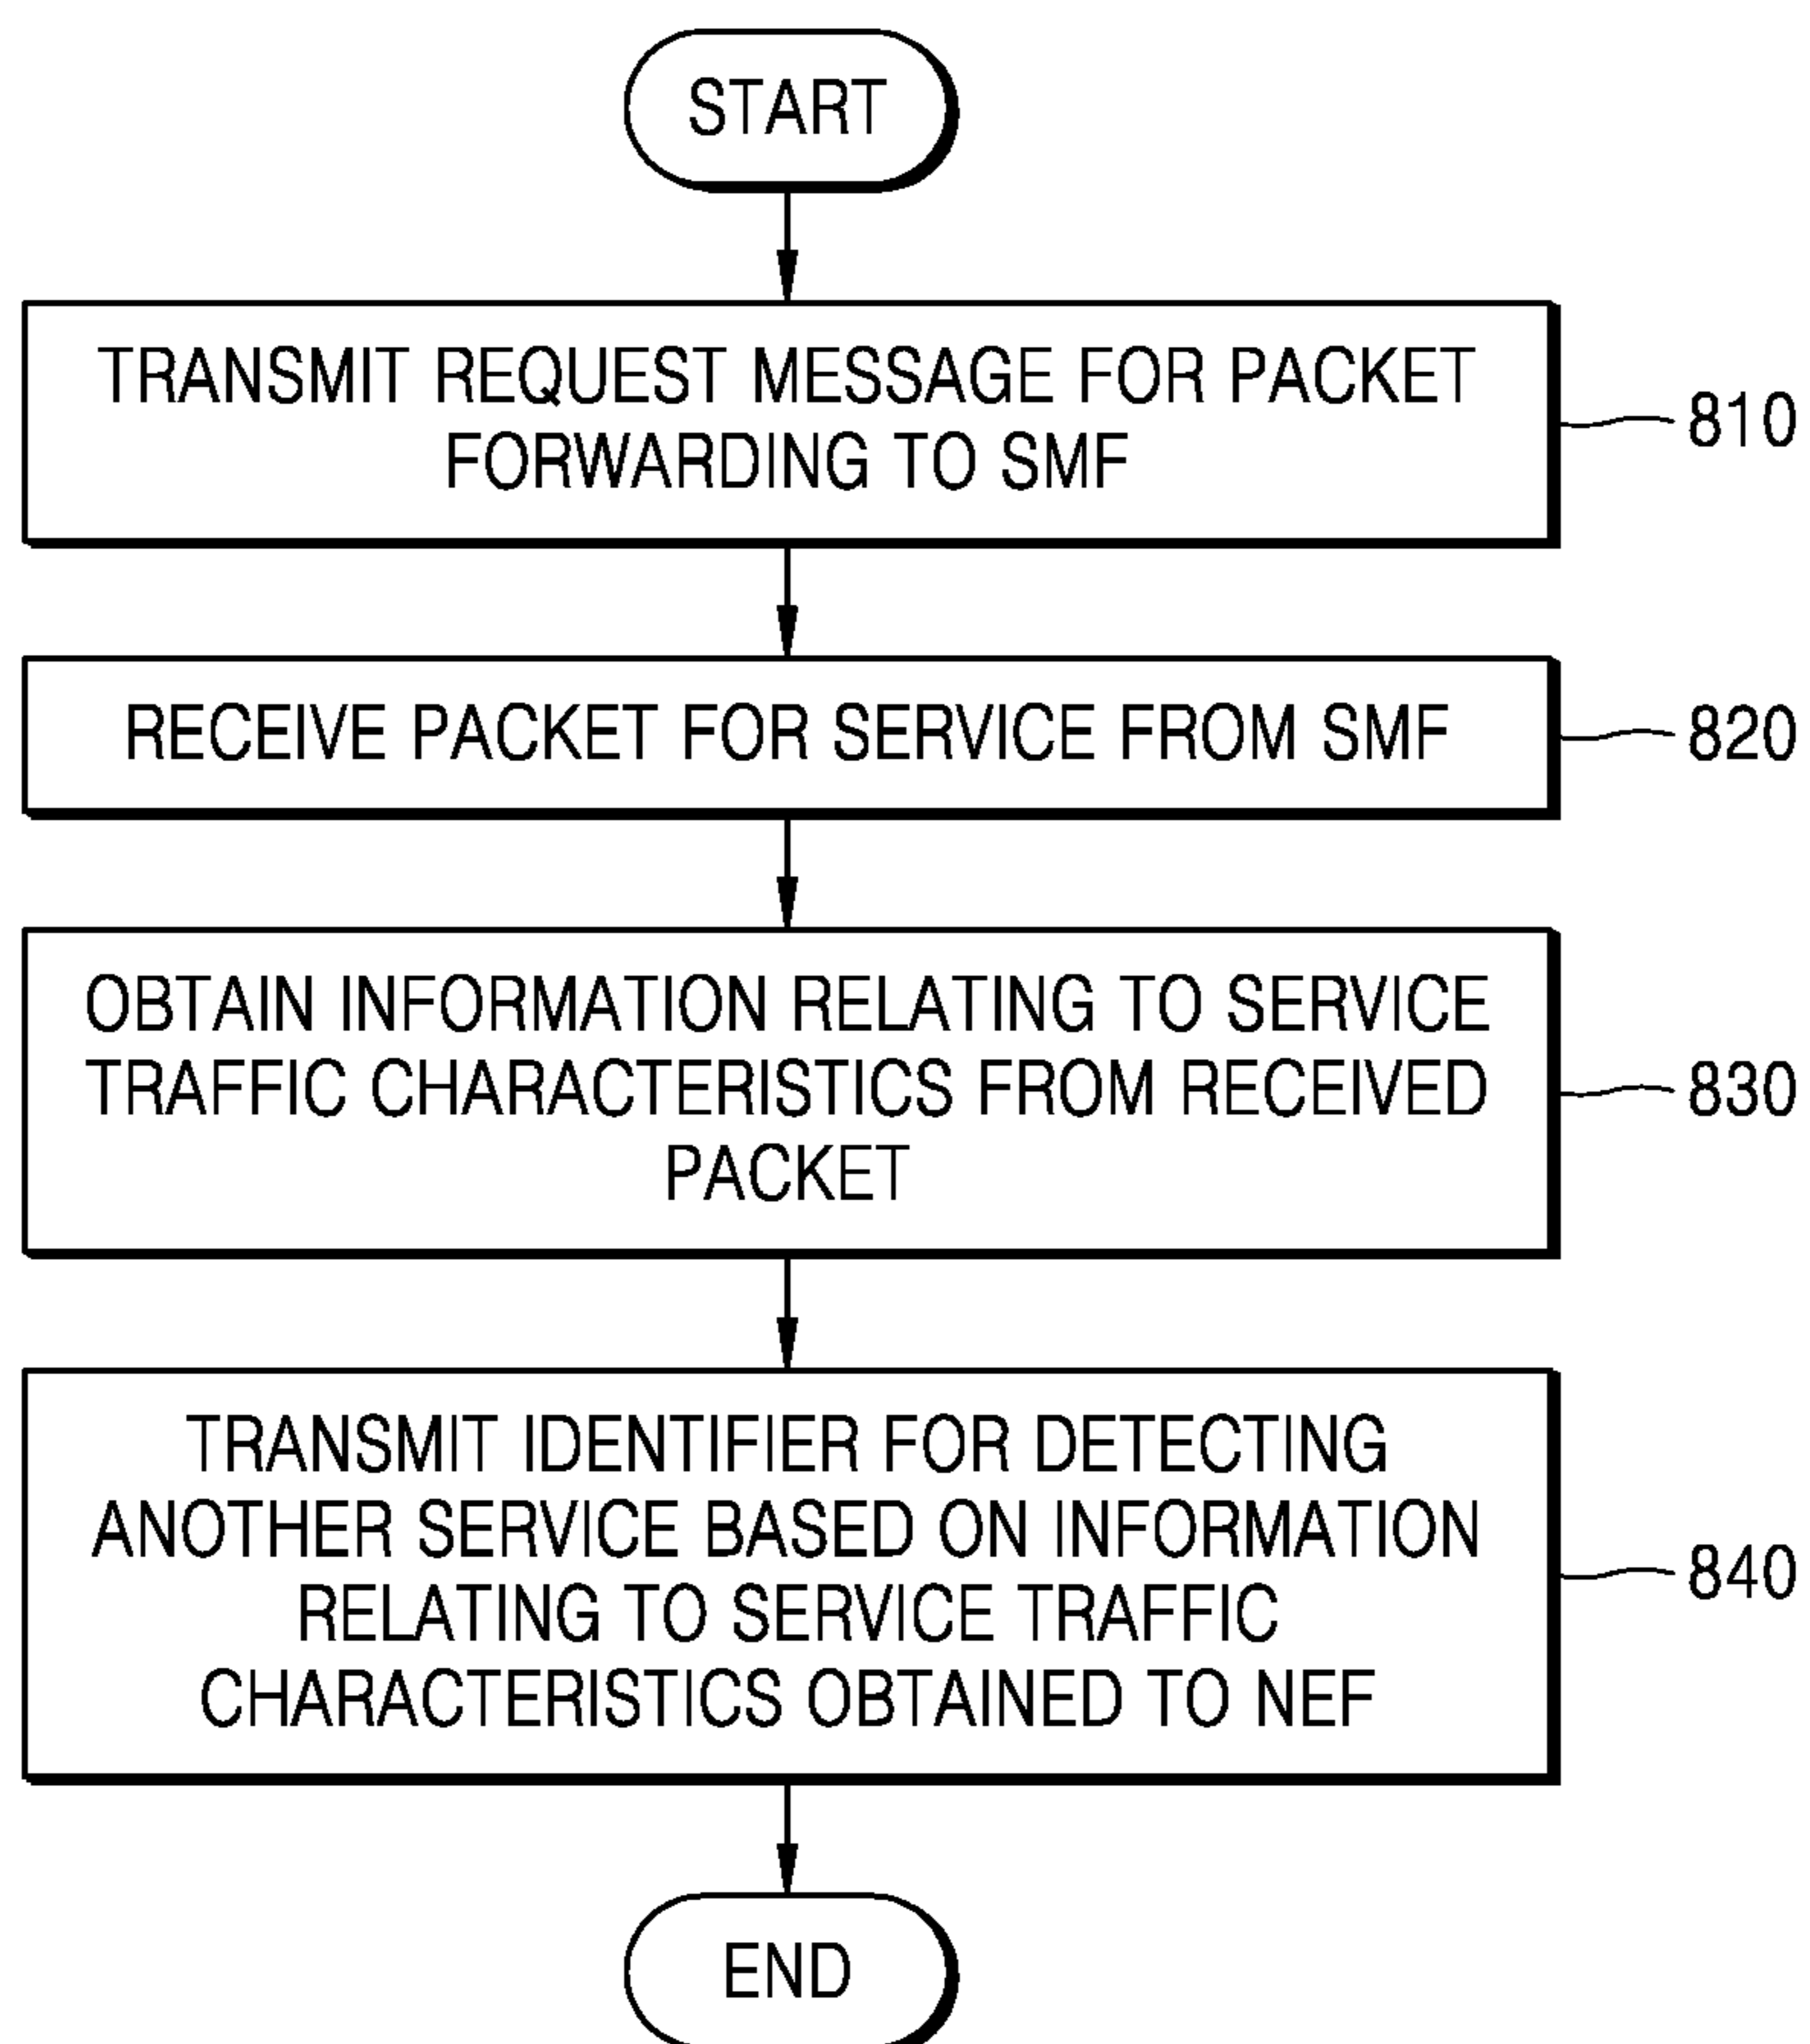 START
TRANSMIT REQUEST MESSAGE FOR PACKET
FORWARDING TO SMF
810
RECEIVE PACKET FOR SERVICE FROM SMF
820
OBTAIN INFORMATION RELATING TO SERVICE
TRAFFIC CHARACTERISTICS FROM RECEIVED
PACKET
830
TRANSMIT IDENTIFIER FOR DETECTING
ANOTHER SERVICE BASED ON INFORMATION
RELATING TO SERVICE TRAFFIC
CHARACTERISTICS OBTAINED TO NEF
840
END